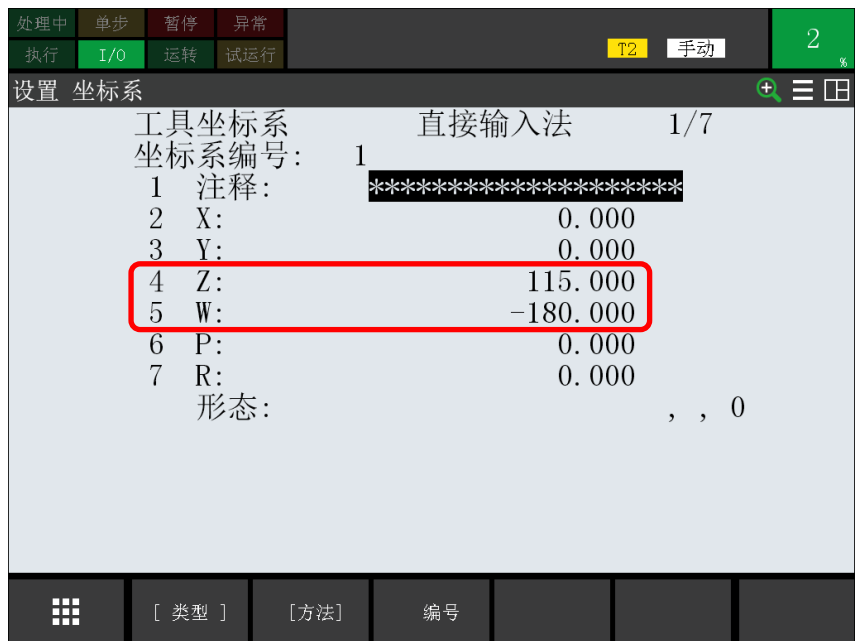 处理中 单步 暂停 异常
执行 I/O 运转 试运行 T2 手动 2 %
设置 坐标系
工具坐标系 直接输入法 1/7
坐标系编号: 1
1 注释: ********************
2 X: 0.000
3 Y: 0.000
4 Z: 115.000
5 W: -180.000
6 P: 0.000
7 R: 0.000
形态: , , 0
[ 类型 ] [方法] 编号